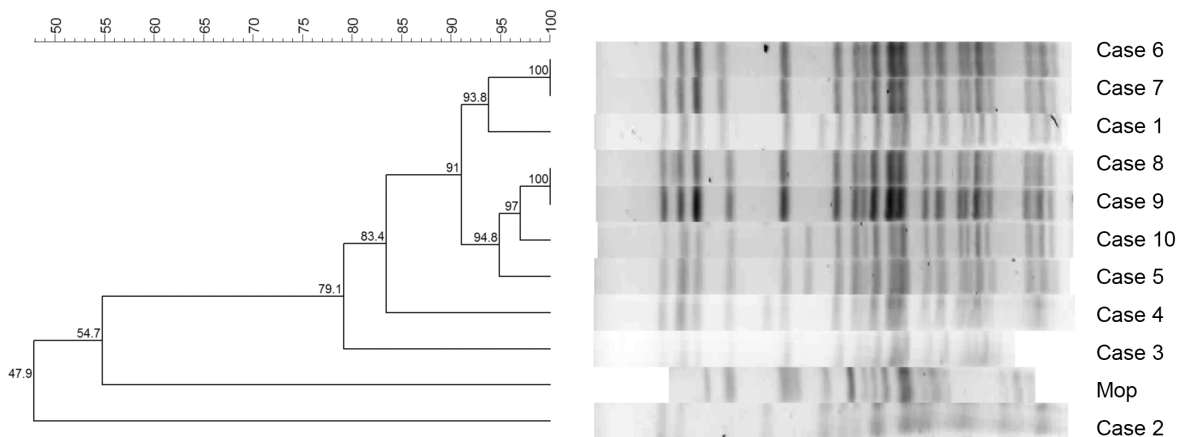 50 55 60 65 70 75 80 85 90 95 100
100 Case 6
93.8 Case 7
Case 1
91 100 Case 8
97 Case 9
83.4 94.8 Case 10
79.1 Case 5
54.7 Case 4
47.9 Case 3
Mop
Case 2